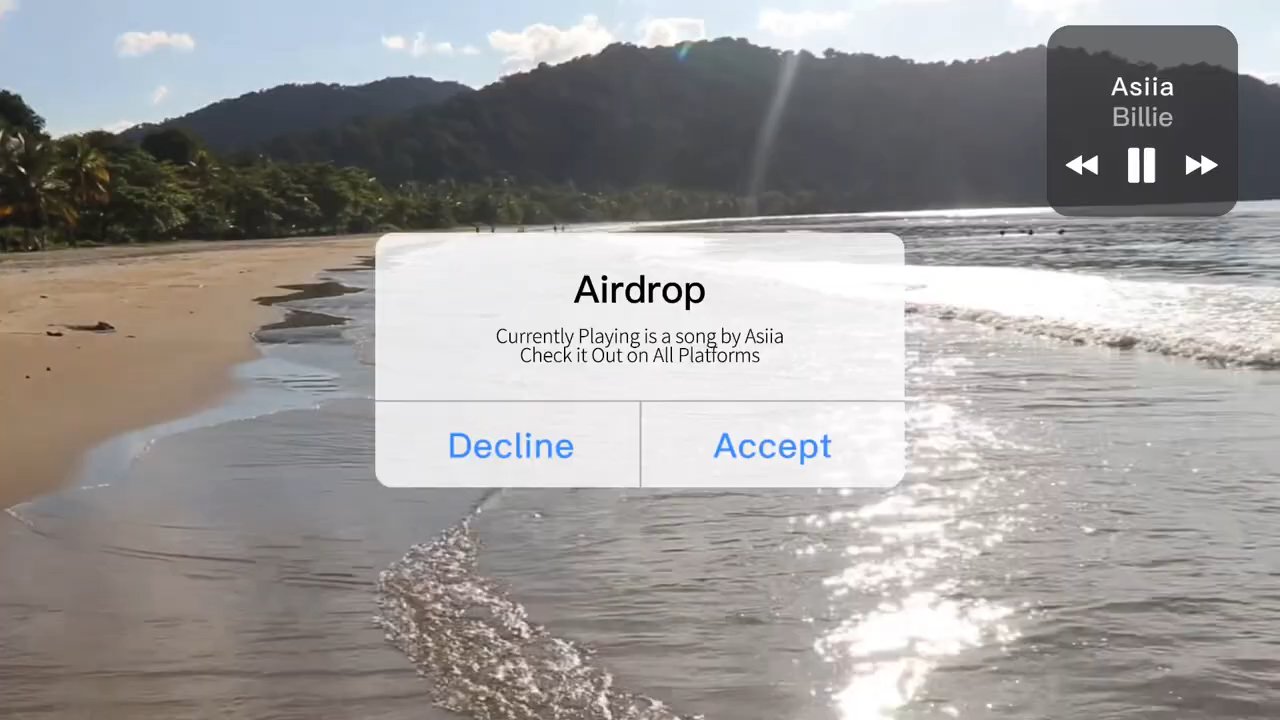 Asiia
Billie
Airdrop
Currently Playing is a song by Asiia
Check it Out on All Platforms
Decline
Accept